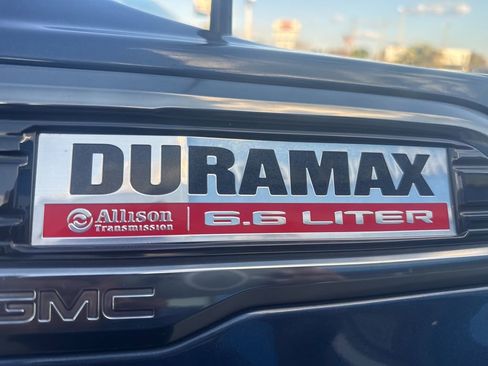 DURAMAX
Allison Transmission 6.6 LITER
GMC